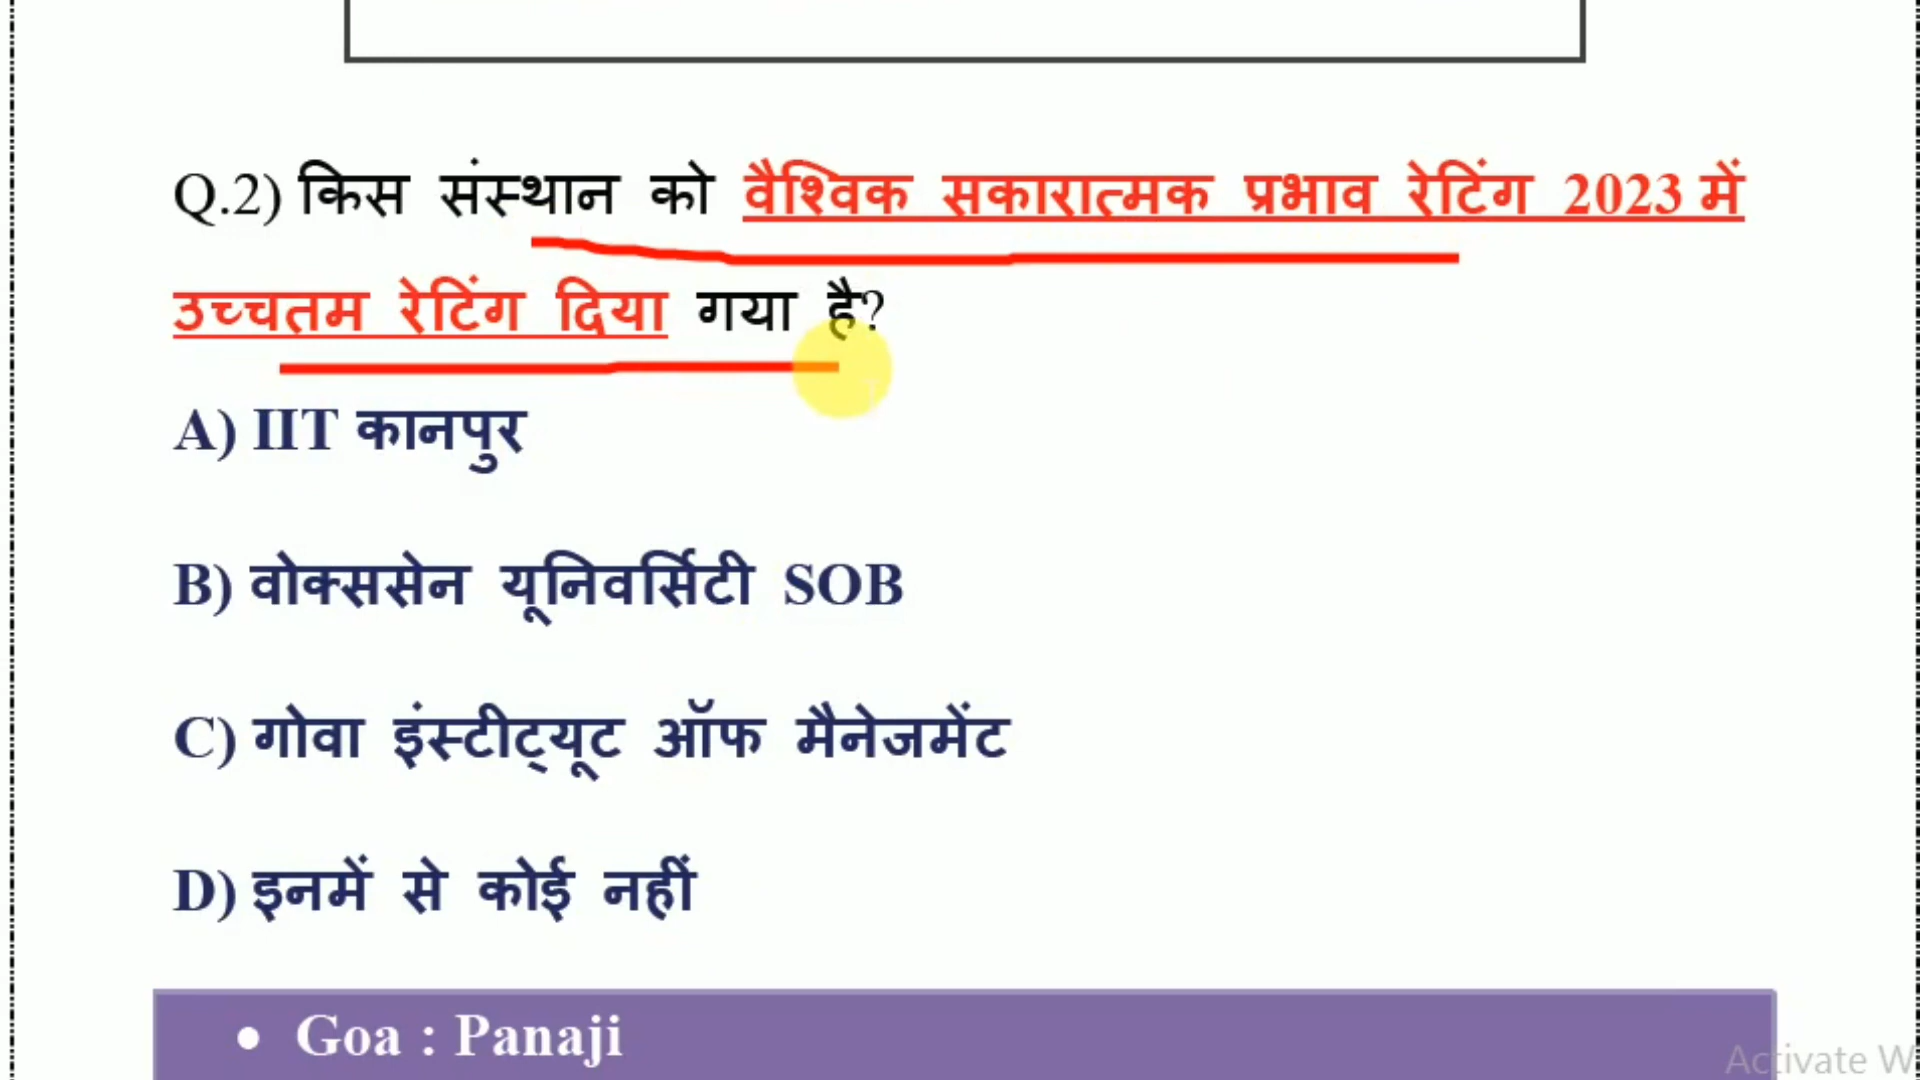 Q.2) किस संस्थान को वैश्विक सकारात्मक प्रभाव रेटिंग 2023 में
उच्चतम रेटिंग दिया गया है?
A) IIT कानपुर
B) वोक्ससेन यूनिवर्सिटी SOB
C) गोवा इंस्टीट्यूट ऑफ मैनेजमेंट
D) इनमें से कोई नहीं
• Goa : Panaji
Activate W